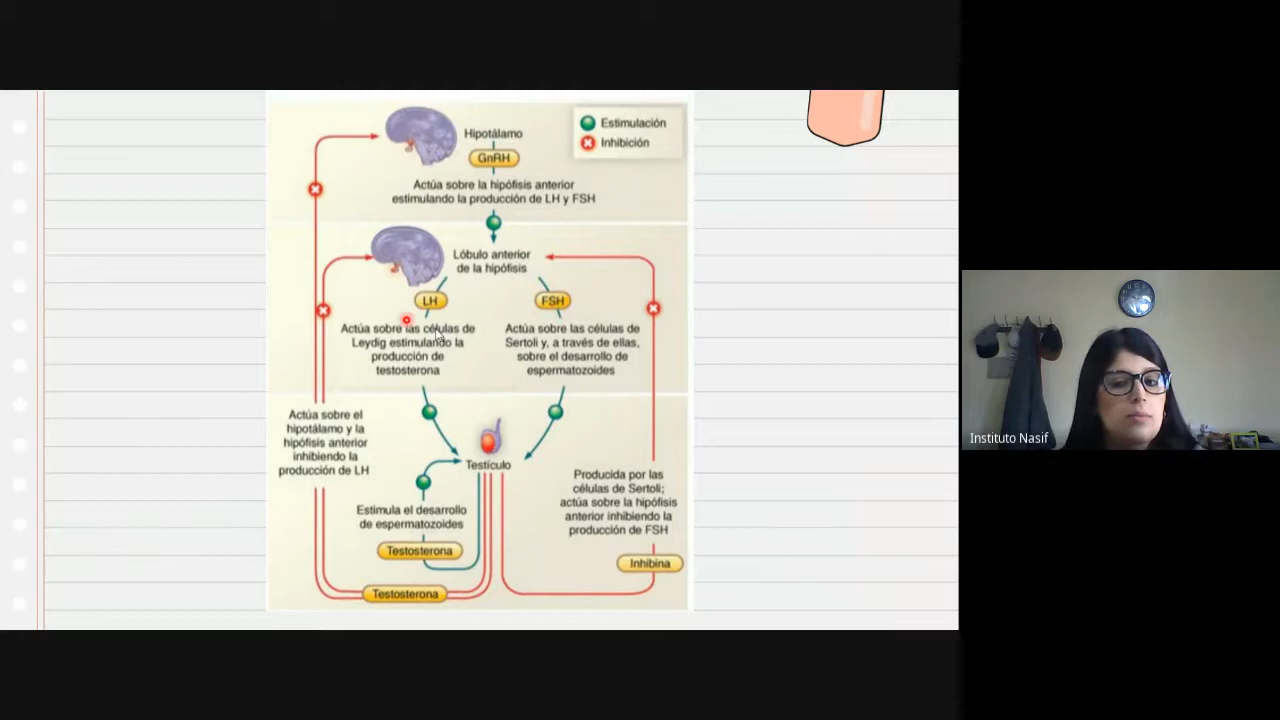 Hipotálamo
GnRH
Estimulación
Inhibición
Actúa sobre la hipófisis anterior
estimulando la producción de LH y FSH
Lóbulo anterior
de la hipófisis
LH
FSH
Actúa sobre las células de
Leydig estimulando la
producción de
testosterona
Actúa sobre las células de
Sertoli y, a través de ellas,
sobre el desarrollo de
espermatozoides
Actúa sobre el
hipotálamo y la
hipófisis anterior
inhibiendo la
producción de LH
Testículo
Estimula el desarrollo
de espermatozoides
Testosterona
Testosterona
Producida por las
células de Sertoli;
actúa sobre la hipófisis
anterior inhibiendo la
producción de FSH
Inhibina
Instituto Nasif